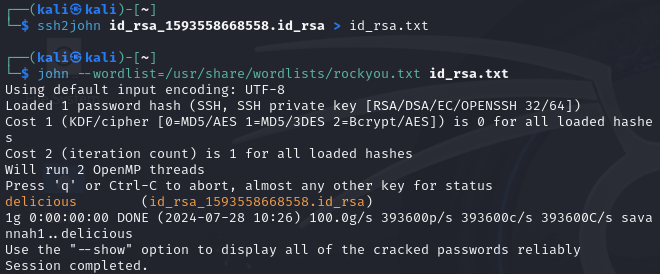 ┌──(kali㉿kali)-[~]
└─$ ssh2john id_rsa_1593558668558.id_rsa > id_rsa.txt
┌──(kali㉿kali)-[~]
└─$ john --wordlist=/usr/share/wordlists/rockyou.txt id_rsa.txt
Using default input encoding: UTF-8
Loaded 1 password hash (SSH, SSH private key [RSA/DSA/EC/OPENSSH 32/64])
Cost 1 (KDF/cipher [0=MD5/AES 1=MD5/3DES 2=Bcrypt/AES]) is 0 for all loaded hashe
s
Cost 2 (iteration count) is 1 for all loaded hashes
Will run 2 OpenMP threads
Press 'q' or Ctrl-C to abort, almost any other key for status
delicious        (id_rsa_1593558668558.id_rsa)
1g 0:00:00:00 DONE (2024-07-28 10:26) 100.0g/s 393600p/s 393600c/s 393600C/s sava
nnah1..delicious
Use the "--show" option to display all of the cracked passwords reliably
Session completed.